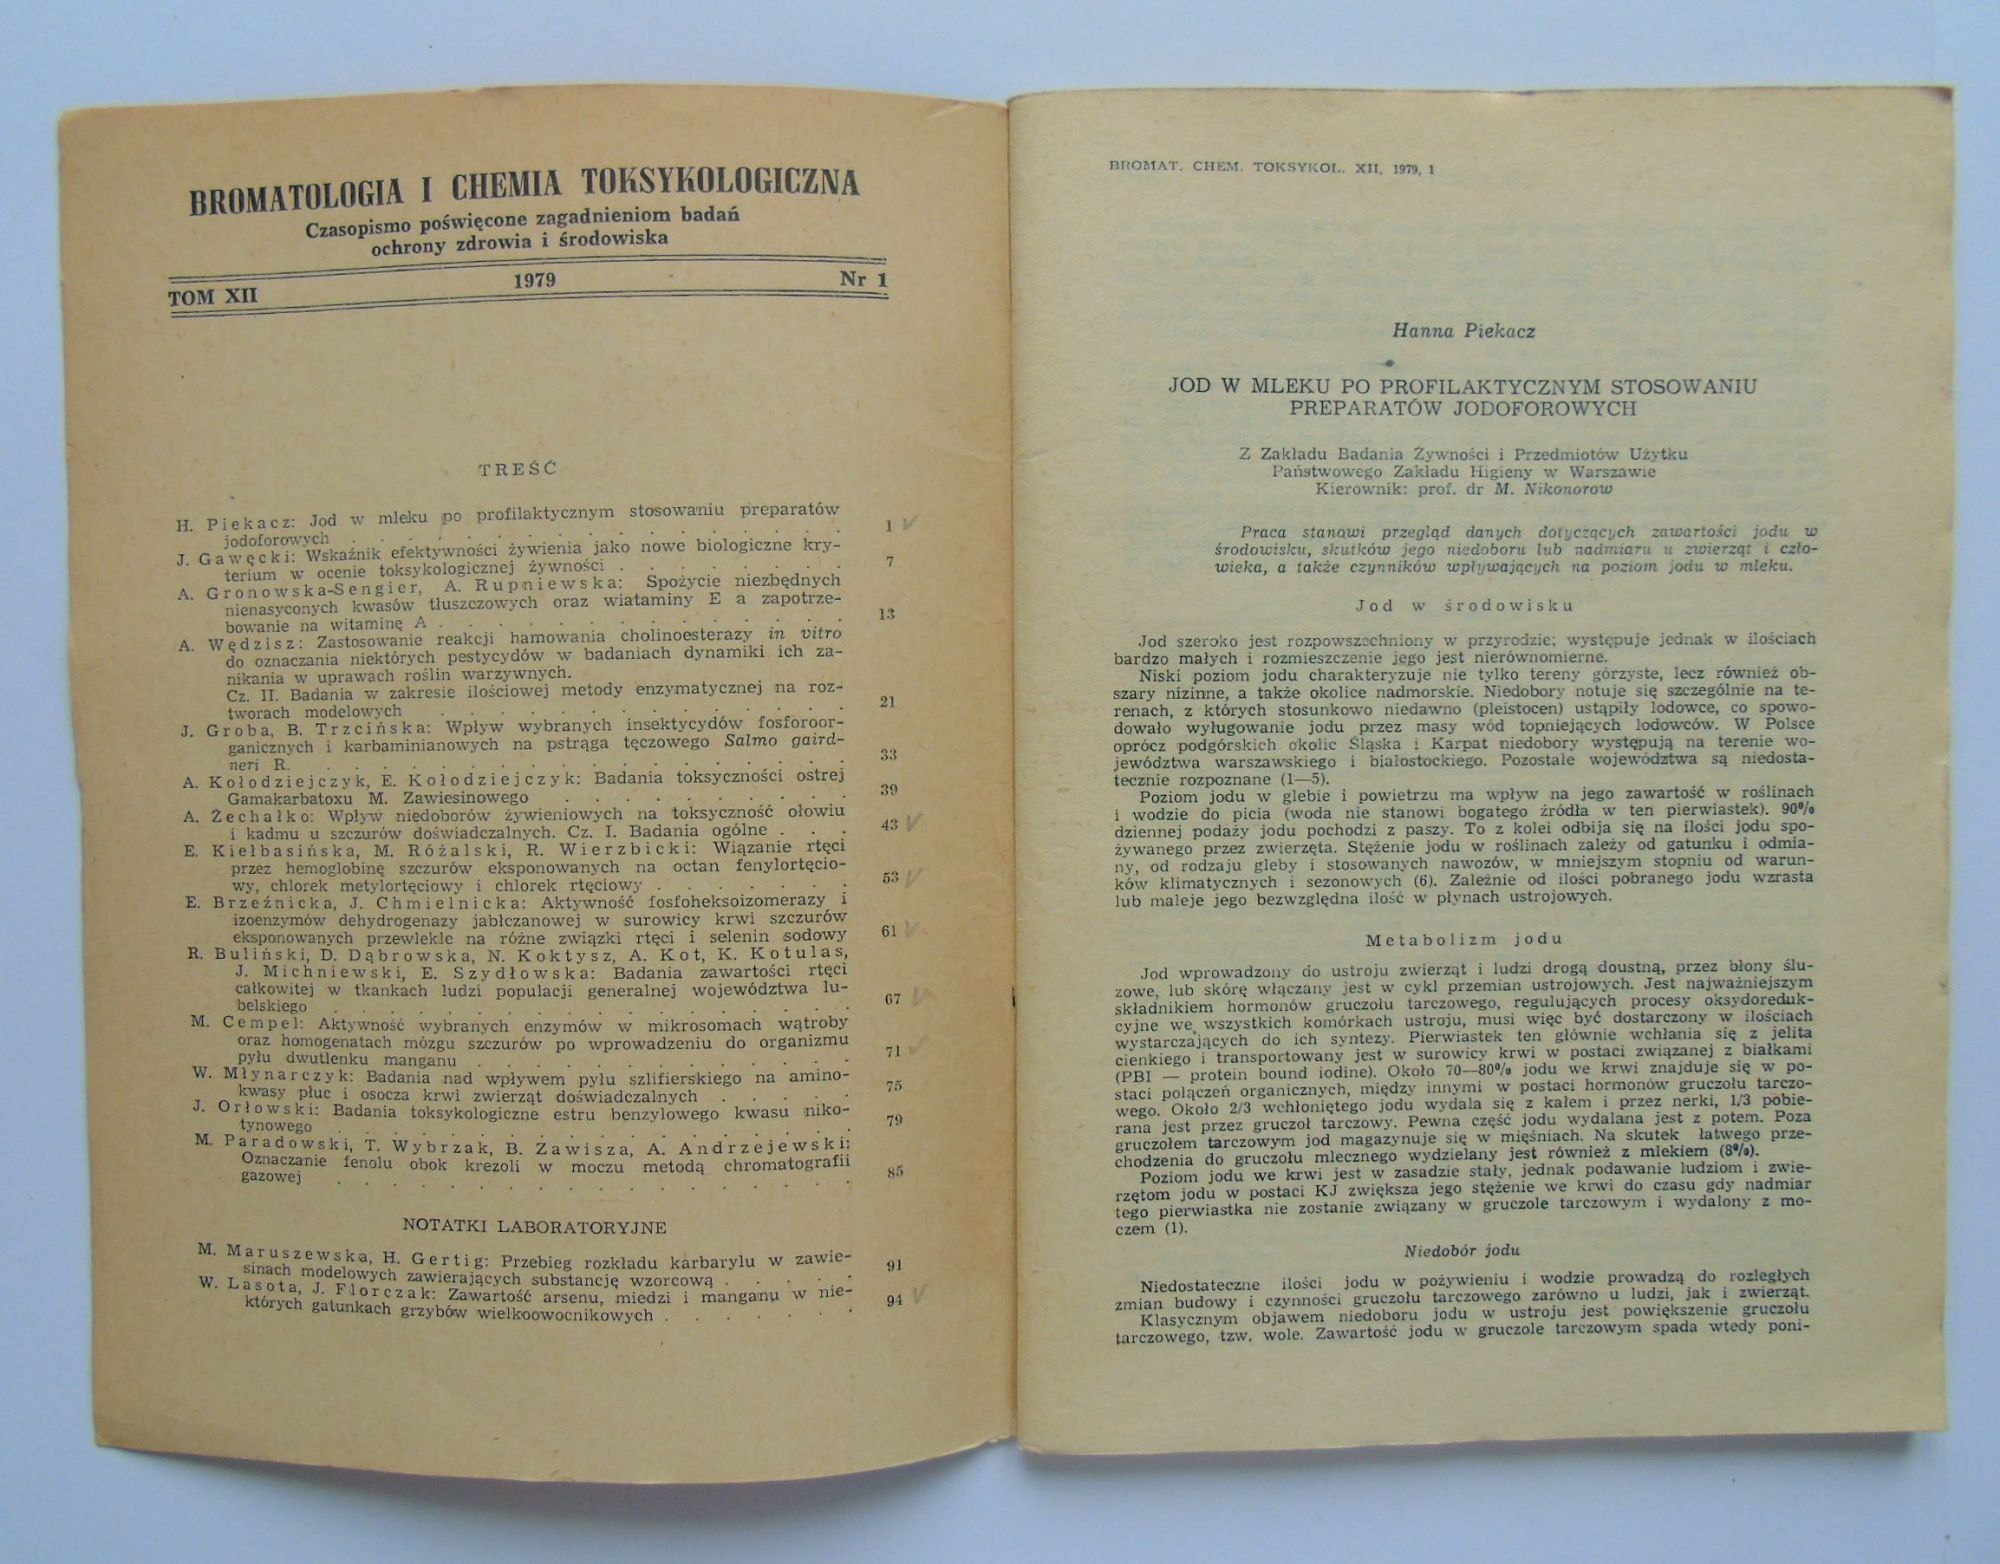 BROMATOLOGIA I CHEMIA TOKSYKOLOGICZNA
Czasopismo poświęcone zagadnieniom badań
ochrony zdrowia i środowiska
TOM XII 1979 Nr 1
TREŚĆ
H. Piekacz: Jod w mleku po profilaktycznym stosowaniu preparatów
jodoforowych . . . . . . . . . . . . . . 1
J. Gawęcki: Wskaźnik efektywności żywienia jako nowe biologiczne kry-
terium w ocenie toksykologicznej żywności . . . . . . . 7
A. Gronowska-Sengier, A. Rupniewska: Spożycie niezbędnych
nienasyconych kwasów tłuszczowych oraz wiataminy E a zapotrze-
bowanie na witaminę A . . . . . . . . . . . . . 13
A. Wędzisz: Zastosowanie reakcji hamowania cholinoesterazy in vitro
do oznaczania niektórych pestycydów w badaniach dynamiki ich za-
nikania w uprawach roślin warzywnych.
Cz. II. Badania w zakresie ilościowej metody enzymatycznej na roz-
tworach modelowych . . . . . . . . . . . . . 21
J. Groba, B. Trzcińska: Wpływ wybranych insektycydów fosforoor-
ganicznych i karbaminianowych na pstrąga tęczowego Salmo gaird-
neri R. . . . . . . . . . . . . . . . . 33
A. Kołodziejczyk, E. Kołodziejczyk: Badania toksyczności ostrej
Gamakarbatoxu M. Zawiesinowego . . . . . . . . . 39
A. Żechałko: Wpływ niedoborów żywieniowych na toksyczność ołowiu
i kadmu u szczurów doświadczalnych. Cz. I. Badania ogólne . . . 43
E. Kiełbasińska, M. Różalski, R. Wierzbicki: Wiązanie rtęci
przez hemoglobinę szczurów eksponowanych na octan fenylortęcio-
wy, chlorek metylortęciowy i chlorek rtęciowy . . . . . . . 53
E. Brzeźnicka, J. Chmielnicka: Aktywność fosfoheksoizomerazy i
izoenzymów dehydrogenazy jabłczanowej w surowicy krwi szczurów
eksponowanych przewlekle na różne związki rtęci i selenin sodowy 61
R. Buliński, D. Dąbrowska, N. Koktysz, A. Kot, K. Kotulas,
J. Michniewski, E. Szydłowska: Badania zawartości rtęci
całkowitej w tkankach ludzi populacji generalnej województwa lu-
belskiego . . . . . . . . . . . . . . . . 67
M. Cempel: Aktywność wybranych enzymów w mikrosomach wątroby
oraz homogenatach mózgu szczurów po wprowadzeniu do organizmu
pyłu dwutlenku manganu . . . . . . . . . . . . 71
W. Młynarczyk: Badania nad wpływem pyłu szlifierskiego na amino-
kwasy płuc i osocza krwi zwierząt doświadczalnych . . . . . 75
J. Orłowski: Badania toksykologiczne estru benzylowego kwasu niko-
tynowego . . . . . . . . . . . . . . . . 79
M. Paradowski, T. Wybrzak, B. Zawisza, A. Andrzejewski:
Oznaczanie fenolu obok krezoli w moczu metodą chromatografii
gazowej . . . . . . . . . . . . . . . . 85
NOTATKI LABORATORYJNE
M. Maruszewska, H. Gertig: Przebieg rozkładu karbarylu w zawie-
sinach modelowych zawierających substancję wzorcową . . . . . 91
W. Lasota, J. Florczak: Zawartość arsenu, miedzi i manganu w nie-
których gatunkach grzybów wielkoowocnikowych . . . . . . . 94
BROMAT. CHEM. TOKSYKOL. XII, 1979, 1
Hanna Piekacz
JOD W MLEKU PO PROFILAKTYCZNYM STOSOWANIU
PREPARATÓW JODOFOROWYCH
Z Zakładu Badania Żywności i Przedmiotów Użytku
Państwowego Zakładu Higieny w Warszawie
Kierownik: prof. dr M. Nikonorow
Praca stanowi przegląd danych dotyczących zawartości jodu w
środowisku, skutków jego niedoboru lub nadmiaru u zwierząt i czło-
wieka, a także czynników wpływających na poziom jodu w mleku.
Jod w środowisku
Jod szeroko jest rozpowszechniony w przyrodzie; występuje jednak w ilościach
bardzo małych i rozmieszczenie jego jest nierównomierne.
Niski poziom jodu charakteryzuje nie tylko tereny górzyste, lecz również ob-
szary nizinne, a także okolice nadmorskie. Niedobory notuje się szczególnie na te-
renach, z których stosunkowo niedawno (pleistocen) ustąpiły lodowce, co spowo-
dowało wyługowanie jodu przez masy wód topniejących lodowców. W Polsce
oprócz podgórskich okolic Śląska i Karpat niedobory występują na terenie wo-
jewództwa warszawskiego i białostockiego. Pozostałe województwa są niedosta-
tecznie rozpoznane (1—5).
Poziom jodu w glebie i powietrzu ma wpływ na jego zawartość w roślinach
i wodzie do picia (woda nie stanowi bogatego źródła w ten pierwiastek). 90%
dziennej podaży jodu pochodzi z paszy. To z kolei odbija się na ilości jodu spo-
żywanego przez zwierzęta. Stężenie jodu w roślinach zależy od gatunku i odmia-
ny, od rodzaju gleby i stosowanych nawozów, w mniejszym stopniu od warun-
ków klimatycznych i sezonowych (6). Zależnie od ilości pobranego jodu wzrasta
lub maleje jego bezwzględna ilość w płynach ustrojowych.
Metabolizm jodu
Jod wprowadzony do ustroju zwierząt i ludzi drogą doustną, przez błony ślu-
zowe, lub skórę włączany jest w cykl przemian ustrojowych. Jest najważniejszym
składnikiem hormonów gruczołu tarczowego, regulujących procesy oksydoreduk-
cyjne we wszystkich komórkach ustroju, musi więc być dostarczony w ilościach
wystarczających do ich syntezy. Pierwiastek ten głównie wchłania się z jelita
cienkiego i transportowany jest w surowicy krwi w postaci związanej z białkami
(PBI — protein bound iodine). Około 70—80% jodu we krwi znajduje się w po-
staci połączeń organicznych, między innymi w postaci hormonów gruczołu tarczo-
wego. Około 2/3 wchłoniętego jodu wydala się z kałem i przez nerki, 1/3 pobie-
rana jest przez gruczoł tarczowy. Pewna część jodu wydalana jest z potem. Poza
gruczołem tarczowym jod magazynuje się w mięśniach. Na skutek łatwego prze-
chodzenia do gruczołu mlecznego wydzielany jest również z mlekiem (8%).
Poziom jodu we krwi jest w zasadzie stały, jednak podawanie ludziom i zwie-
rzętom jodu w postaci KJ zwiększa jego stężenie we krwi do czasu gdy nadmiar
tego pierwiastka nie zostanie związany w gruczole tarczowym i wydalony z mo-
czem (1).
Niedobór jodu
Niedostateczne ilości jodu w pożywieniu i wodzie prowadzą do rozległych
zmian budowy i czynności gruczołu tarczowego zarówno u ludzi, jak i zwierząt.
Klasycznym objawem niedoboru jodu w ustroju jest powiększenie gruczołu
tarczowego, tzw. wole. Zawartość jodu w gruczole tarczowym spada wtedy poni-